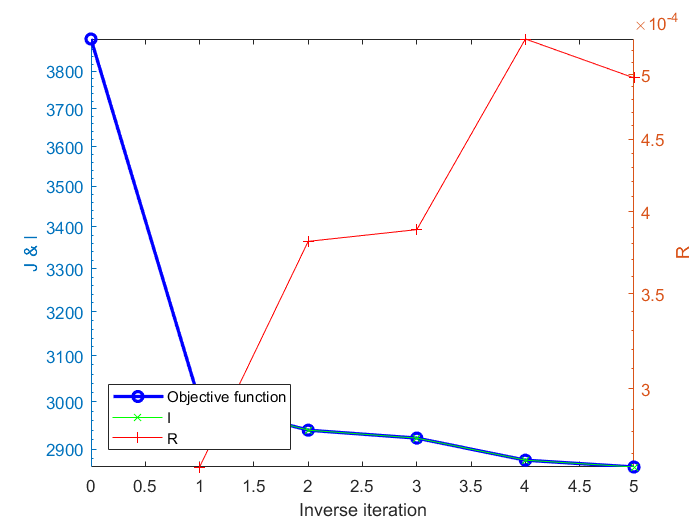 ×10-4
3800
3700
3600
3500
3400
3300
3200
3100
3000
2900
J & I
5
4.5
4
3.5
3
R
Objective function
I
R
0 0.5 1 1.5 2 2.5 3 3.5 4 4.5 5
Inverse iteration